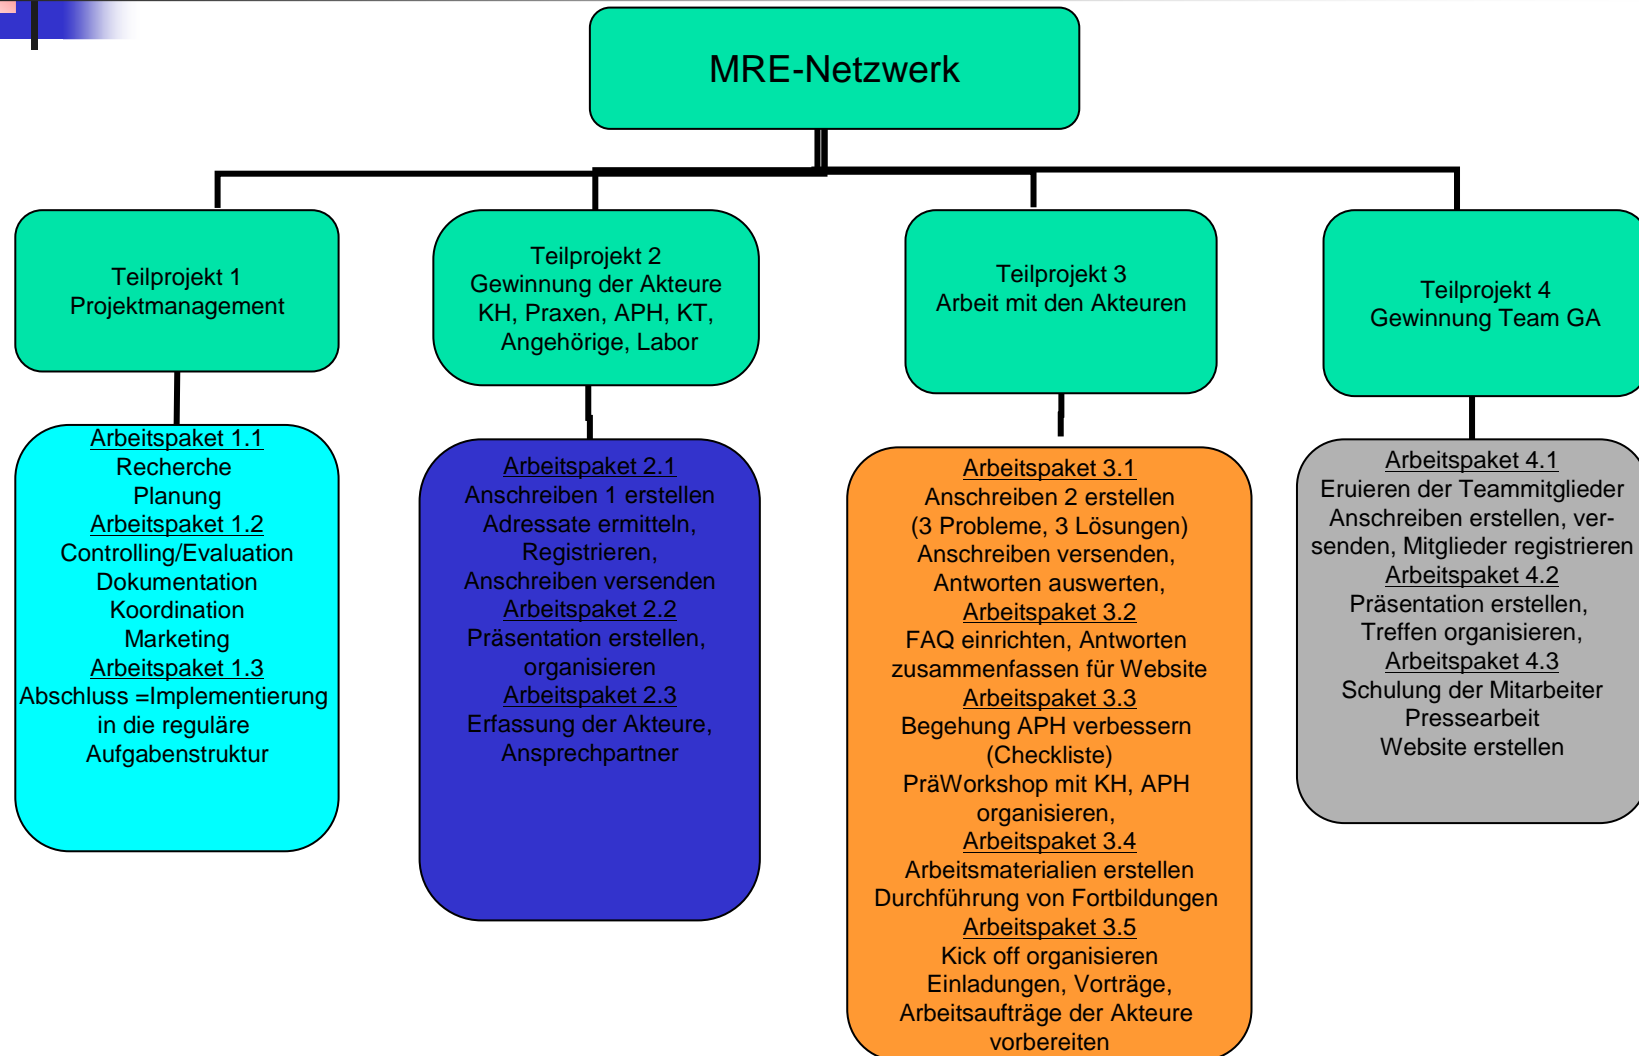 MRE-Netzwerk
Teilprojekt 1
Projektmanagement
Teilprojekt 2
Gewinnung der Akteure
KH, Praxen, APH, KT,
Angehörige, Labor
Teilprojekt 3
Arbeit mit den Akteuren
Teilprojekt 4
Gewinnung Team GA
Arbeitspaket 1.1
Recherche
Planung
Arbeitspaket 1.2
Controlling/Evaluation
Dokumentation
Koordination
Marketing
Arbeitspaket 1.3
Abschluss =Implementierung
in die reguläre
Aufgabenstruktur
Arbeitspaket 2.1
Anschreiben 1 erstellen
Adressate ermitteln,
Registrieren,
Anschreiben versenden
Arbeitspaket 2.2
Präsentation erstellen,
organisieren
Arbeitspaket 2.3
Erfassung der Akteure,
Ansprechpartner
Arbeitspaket 3.1
Anschreiben 2 erstellen
(3 Probleme, 3 Lösungen)
Anschreiben versenden,
Antworten auswerten,
Arbeitspaket 3.2
FAQ einrichten, Antworten
zusammenfassen für Website
Arbeitspaket 3.3
Begehung APH verbessern
(Checkliste)
PräWorkshop mit KH, APH
organisieren,
Arbeitspaket 3.4
Arbeitsmaterialien erstellen
Durchführung von Fortbildungen
Arbeitspaket 3.5
Kick off organisieren
Einladungen, Vorträge,
Arbeitsaufträge der Akteure
vorbereiten
Arbeitspaket 4.1
Eruieren der Teammitglieder
Anschreiben erstellen, ver-
senden, Mitglieder registrieren
Arbeitspaket 4.2
Präsentation erstellen,
Treffen organisieren,
Arbeitspaket 4.3
Schulung der Mitarbeiter
Pressearbeit
Website erstellen